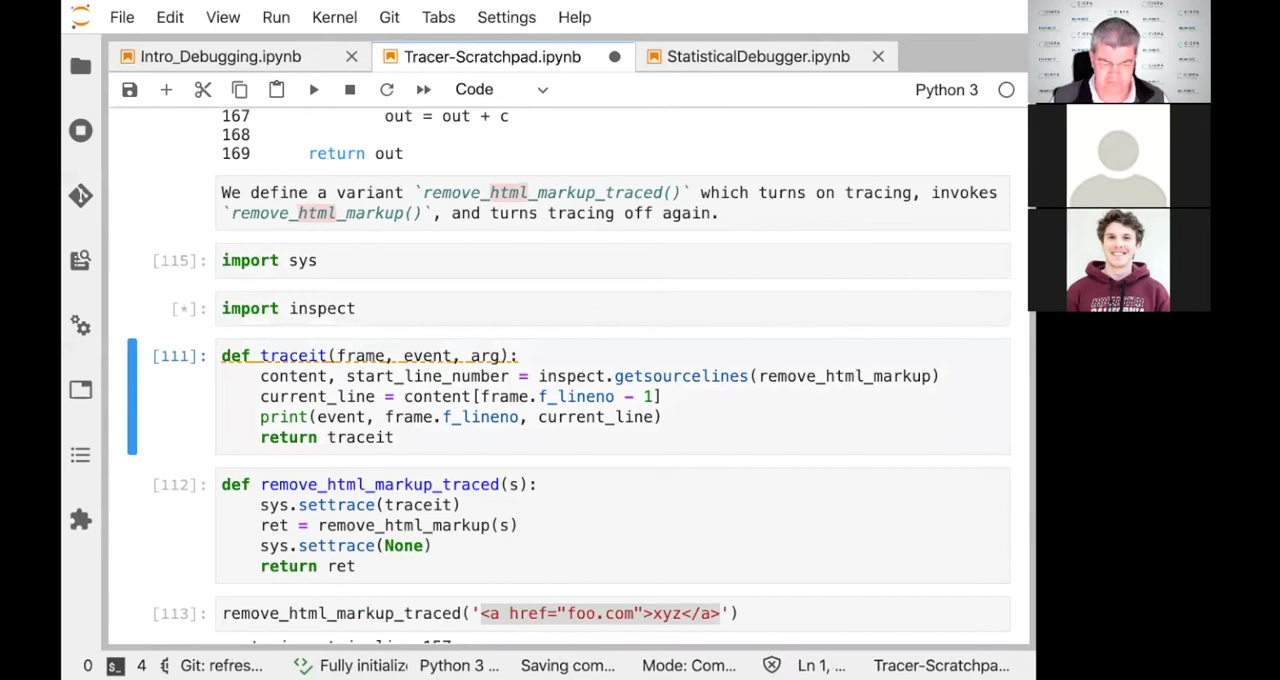 File Edit View Run Kernel Git Tabs Settings Help
Intro_Debugging.ipynb
Tracer-Scratchpad.ipynb
StatisticalDebugger.ipynb
Code
Python 3
167 out = out + c
168
169 return out
We define a variant `remove_html_markup_traced()` which turns on tracing, invokes
`remove_html_markup()`, and turns tracing off again.
[115]: import sys
[*]: import inspect
[111]: def traceit(frame, event, arg):
content, start_line_number = inspect.getsourcelines(remove_html_markup)
current_line = content[frame.f_lineno - 1]
print(event, frame.f_lineno, current_line)
return traceit
[112]: def remove_html_markup_traced(s):
sys.settrace(traceit)
ret = remove_html_markup(s)
sys.settrace(None)
return ret
[113]: remove_html_markup_traced('<a href="foo.com">xyz</a>')
0 4 Git: refres... Fully initializ Python 3 ... Saving com... Mode: Com... Ln 1, ... Tracer-Scratchpa...
CISPA